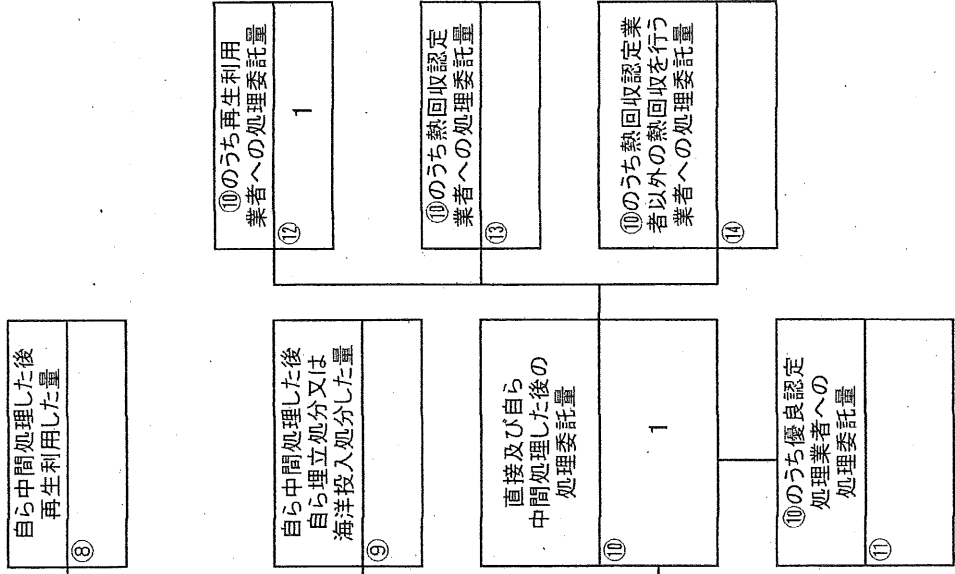 自ら中間処理した後
再生利用した量
⑧
自ら中間処理した後
自ら埋立処分又は
海洋投入処分した量
⑨
直接及び自ら
中間処理した後の
処理委託量
⑩
1
⑩のうち優良認定
処理業者への
処理委託量
⑪
⑩のうち再生利用
業者への処理委託量
⑫
1
⑩のうち熱回収認定
業者への処理委託量
⑬
⑩のうち熱回収認定業
者以外の熱回収を行う
業者への処理委託量
⑭